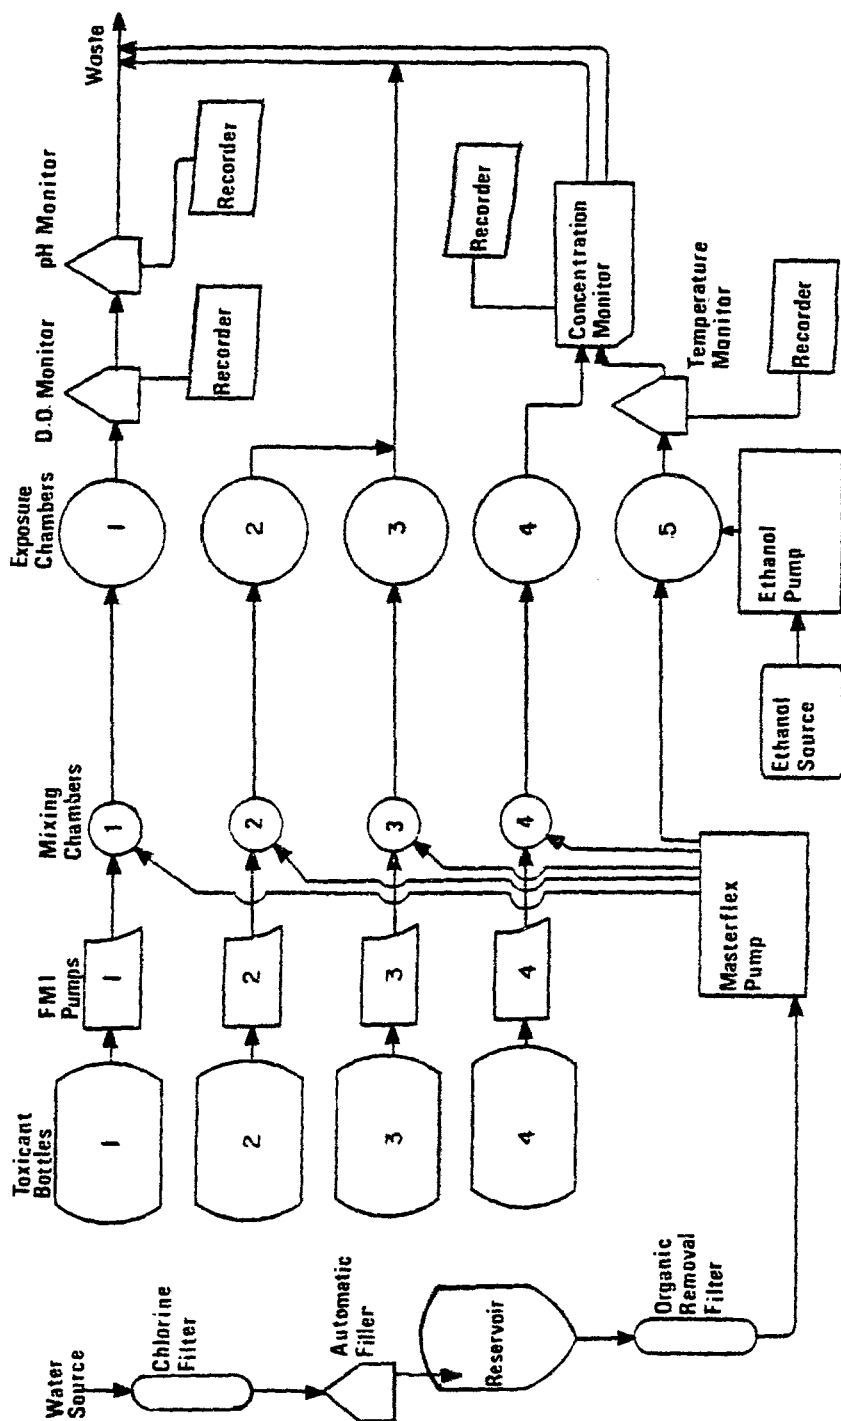 Water
Source
Chlorine
Filter
Automatic
Filler
Reservoir
Organic
Removal
Filter
Toxicant
Bottles
1
2
3
4
FMI
Pumps
1
2
3
4
Masterflex
Pump
Mixing
Chambers
1
2
3
4
Ethanol
Source
Ethanol
Pump
Exposure
Chambers
1
2
3
4
5
D.O. Monitor
Recorder
pH Monitor
Recorder
Concentration
Monitor
Recorder
Temperature
Monitor
Recorder
Waste